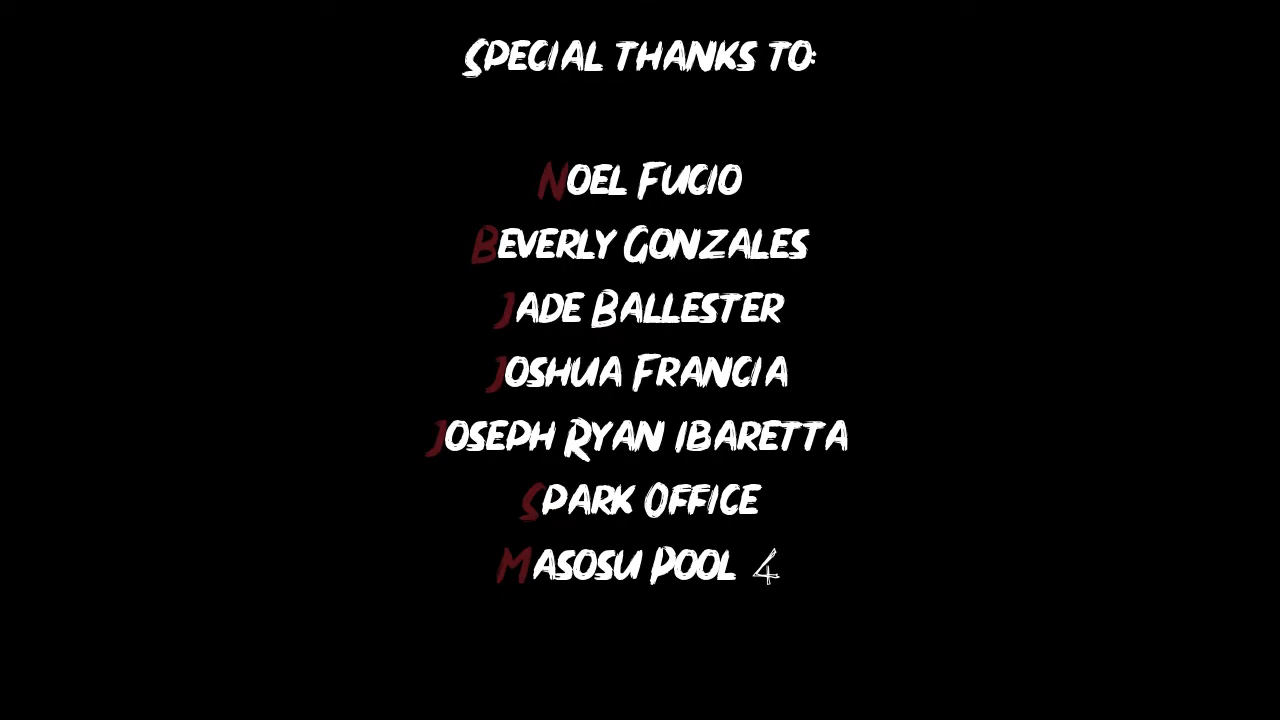 Special thanks to:
Noel Fucio
Beverly Gonzales
Jade Ballester
Joshua Francia
Joseph Ryan Ibaretta
Spark Office
Masosu Pool 4